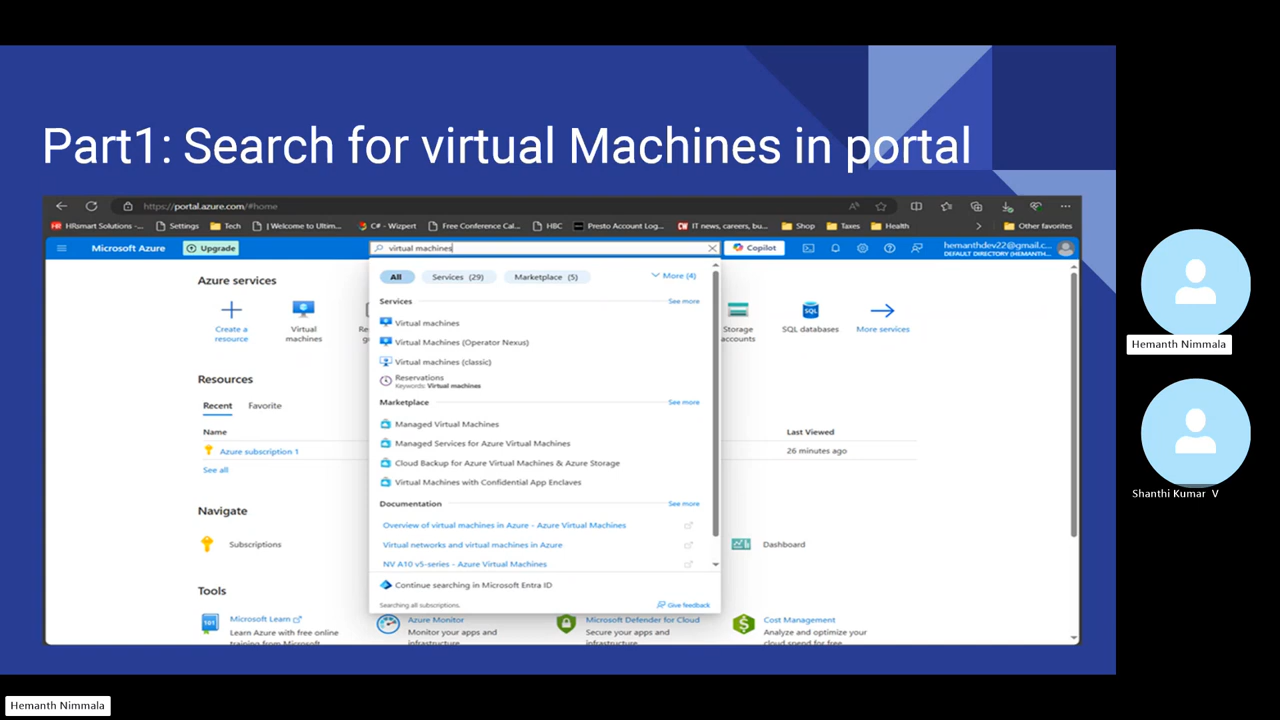 Part1: Search for virtual Machines in portal
https://portal.azure.com/#home
HRsmart Solutions -... Settings Tech | Welcome to Ultim... C# - Wizpert Free Conference Cal... HBC Presto Account Log... IT news, careers, bu... Shop Taxes Health Other favorites
Microsoft Azure Upgrade virtual machines Copilot hemanthdev22@gmail.c...
DEFAULT DIRECTORY (HEMANTH...
All Services (29) Marketplace (5) More (4)
Azure services
Services See more
Create a resource
Virtual machines
Virtual machines
Virtual Machines (Operator Nexus)
Virtual machines (classic)
Reservations
Keywords: Virtual machines
Storage accounts
SQL databases
More services
Resources
Recent Favorite
Marketplace See more
Name
Last Viewed
Managed Virtual Machines
Managed Services for Azure Virtual Machines
Azure subscription 1
26 minutes ago
Cloud Backup for Azure Virtual Machines & Azure Storage
See all
Virtual Machines with Confidential App Enclaves
Navigate
Documentation See more
Overview of virtual machines in Azure - Azure Virtual Machines
Subscriptions
Virtual networks and virtual machines in Azure
Dashboard
NV A10 v5-series - Azure Virtual Machines
Tools
Continue searching in Microsoft Entra ID
Searching all subscriptions. Give feedback
Microsoft Learn
Learn Azure with free online
training from Microsoft
Azure Monitor
Monitor your apps and
infrastructure
Microsoft Defender for Cloud
Secure your apps and
infrastructure
Cost Management
Analyze and optimize your
cloud spend for free
Hemanth Nimmala
Shanthi Kumar V
Hemanth Nimmala